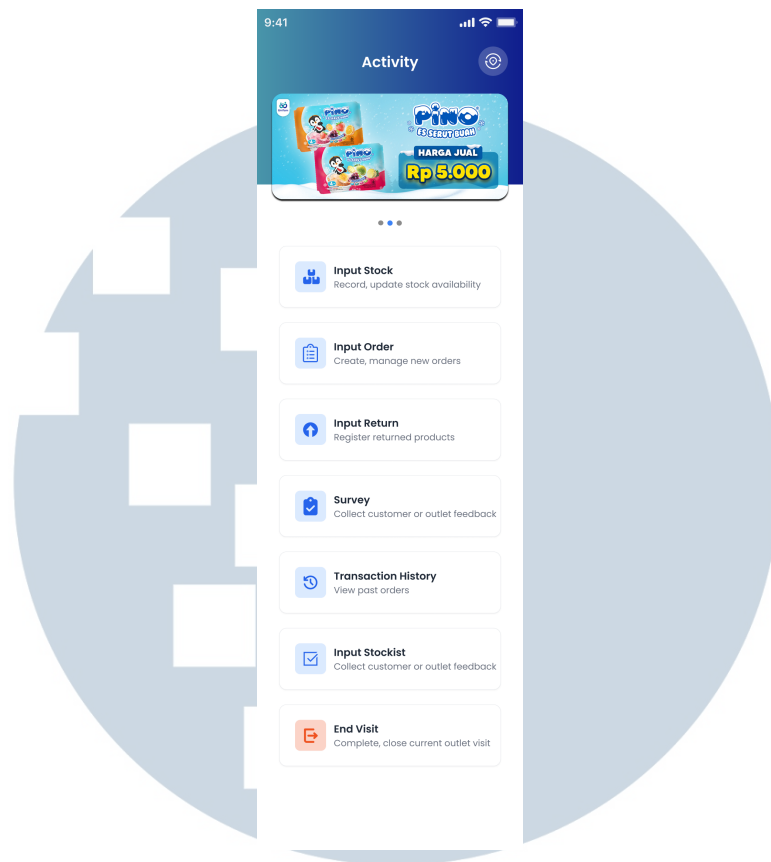 9:41
Activity
PINO
ES SERUT BUAH
HARGA JUAL
Rp 5.000
PINO
PINO
Input Stock
Record, update stock availability
Input Order
Create, manage new orders
Input Return
Register returned products
Survey
Collect customer or outlet feedback
Transaction History
View past orders
Input Stockist
Collect customer or outlet feedback
End Visit
Complete, close current outlet visit